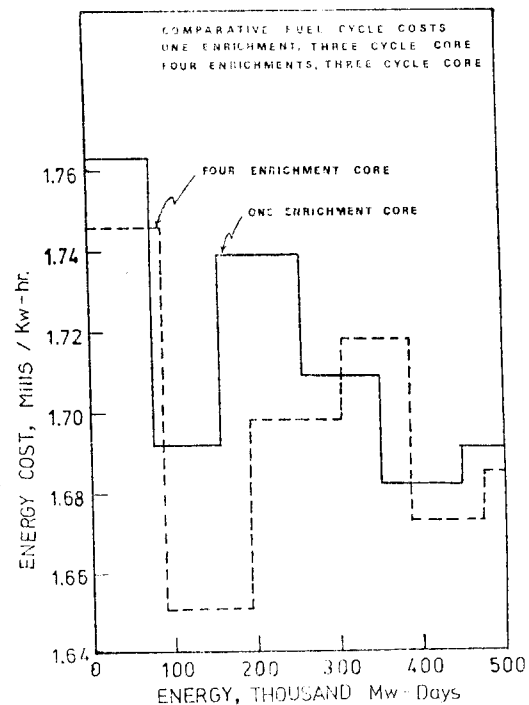 COMPARATIVE FUEL CYCLE COSTS
ONE ENRICHMENT, THREE CYCLE CORE
FOUR ENRICHMENTS, THREE CYCLE CORE
FOUR ENRICHMENT CORE
ONE ENRICHMENT CORE
1.76
1.74
1.72
1.70
1.68
1.66
1.64
ENERGY COST, Mills / Kw-hr.
0 100 200 300 400 500
ENERGY, THOUSAND Mw-Days